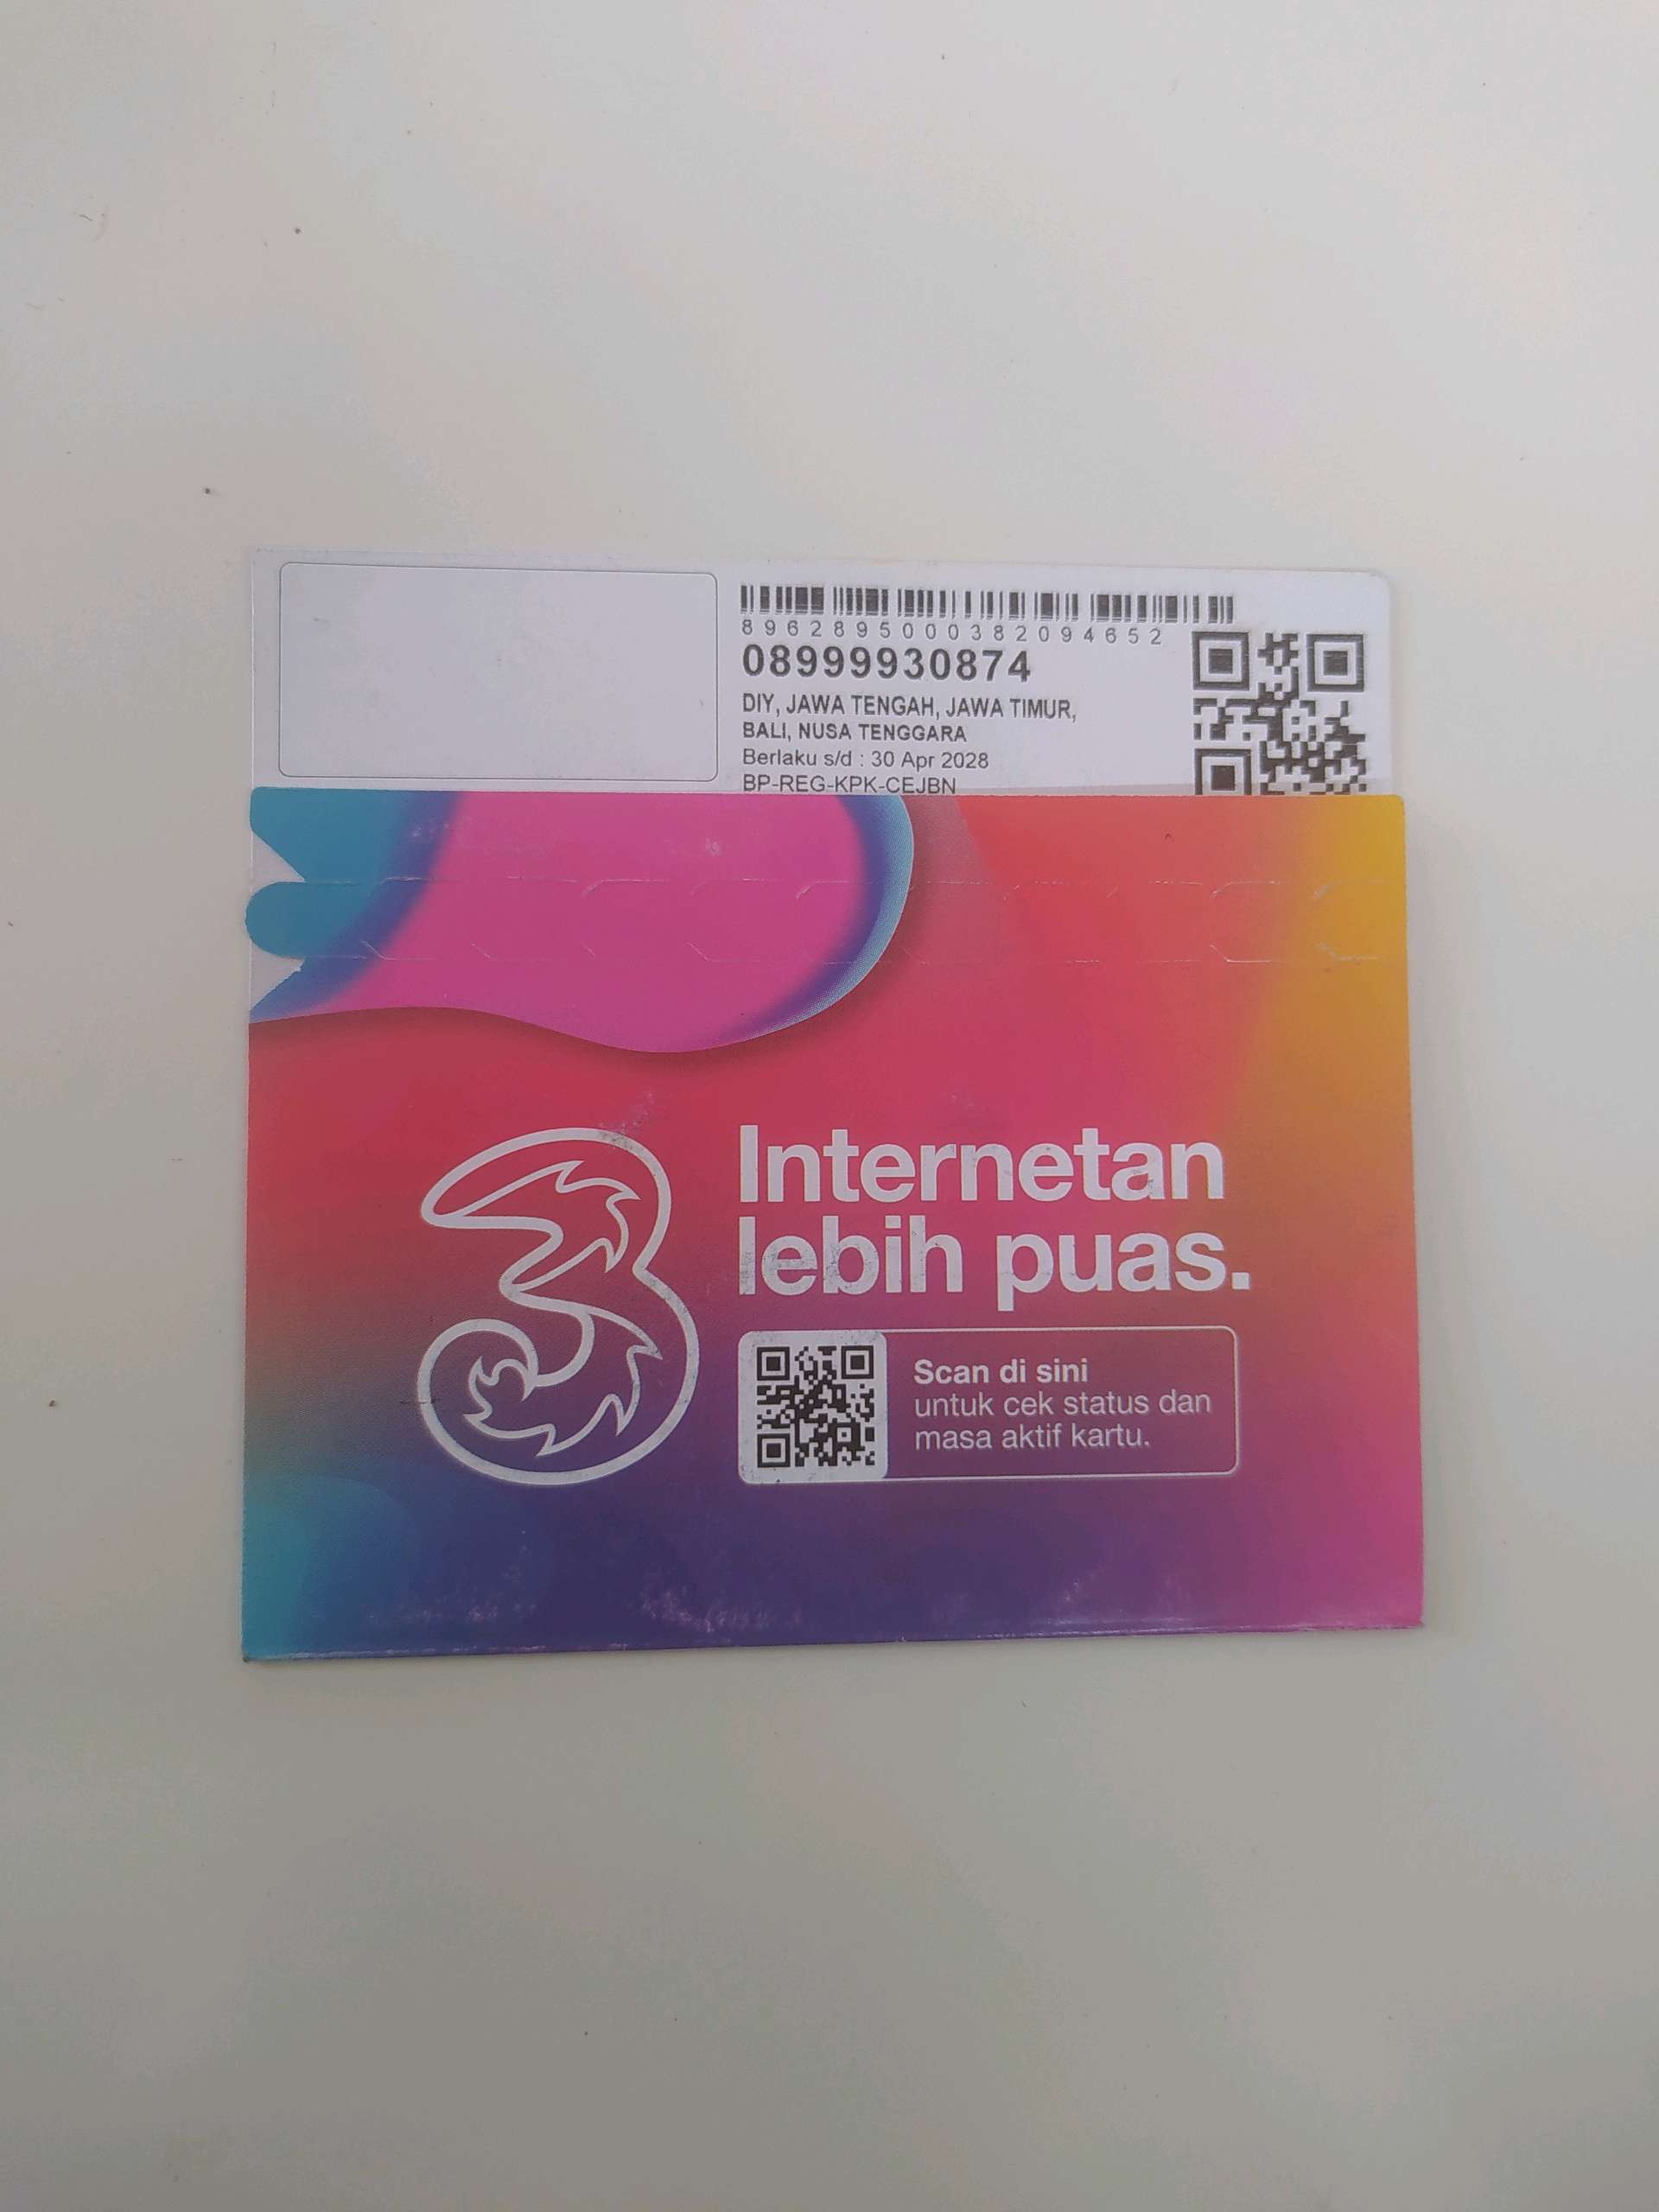 8962895000382094652
08999930874
DIY, JAWA TENGAH, JAWA TIMUR,
BALI, NUSA TENGGARA
Berlaku s/d : 30 Apr 2028
BP-REG-KPK-CEJBN
3
Internetan
lebih puas.
Scan di sini
untuk cek status dan
masa aktif kartu.